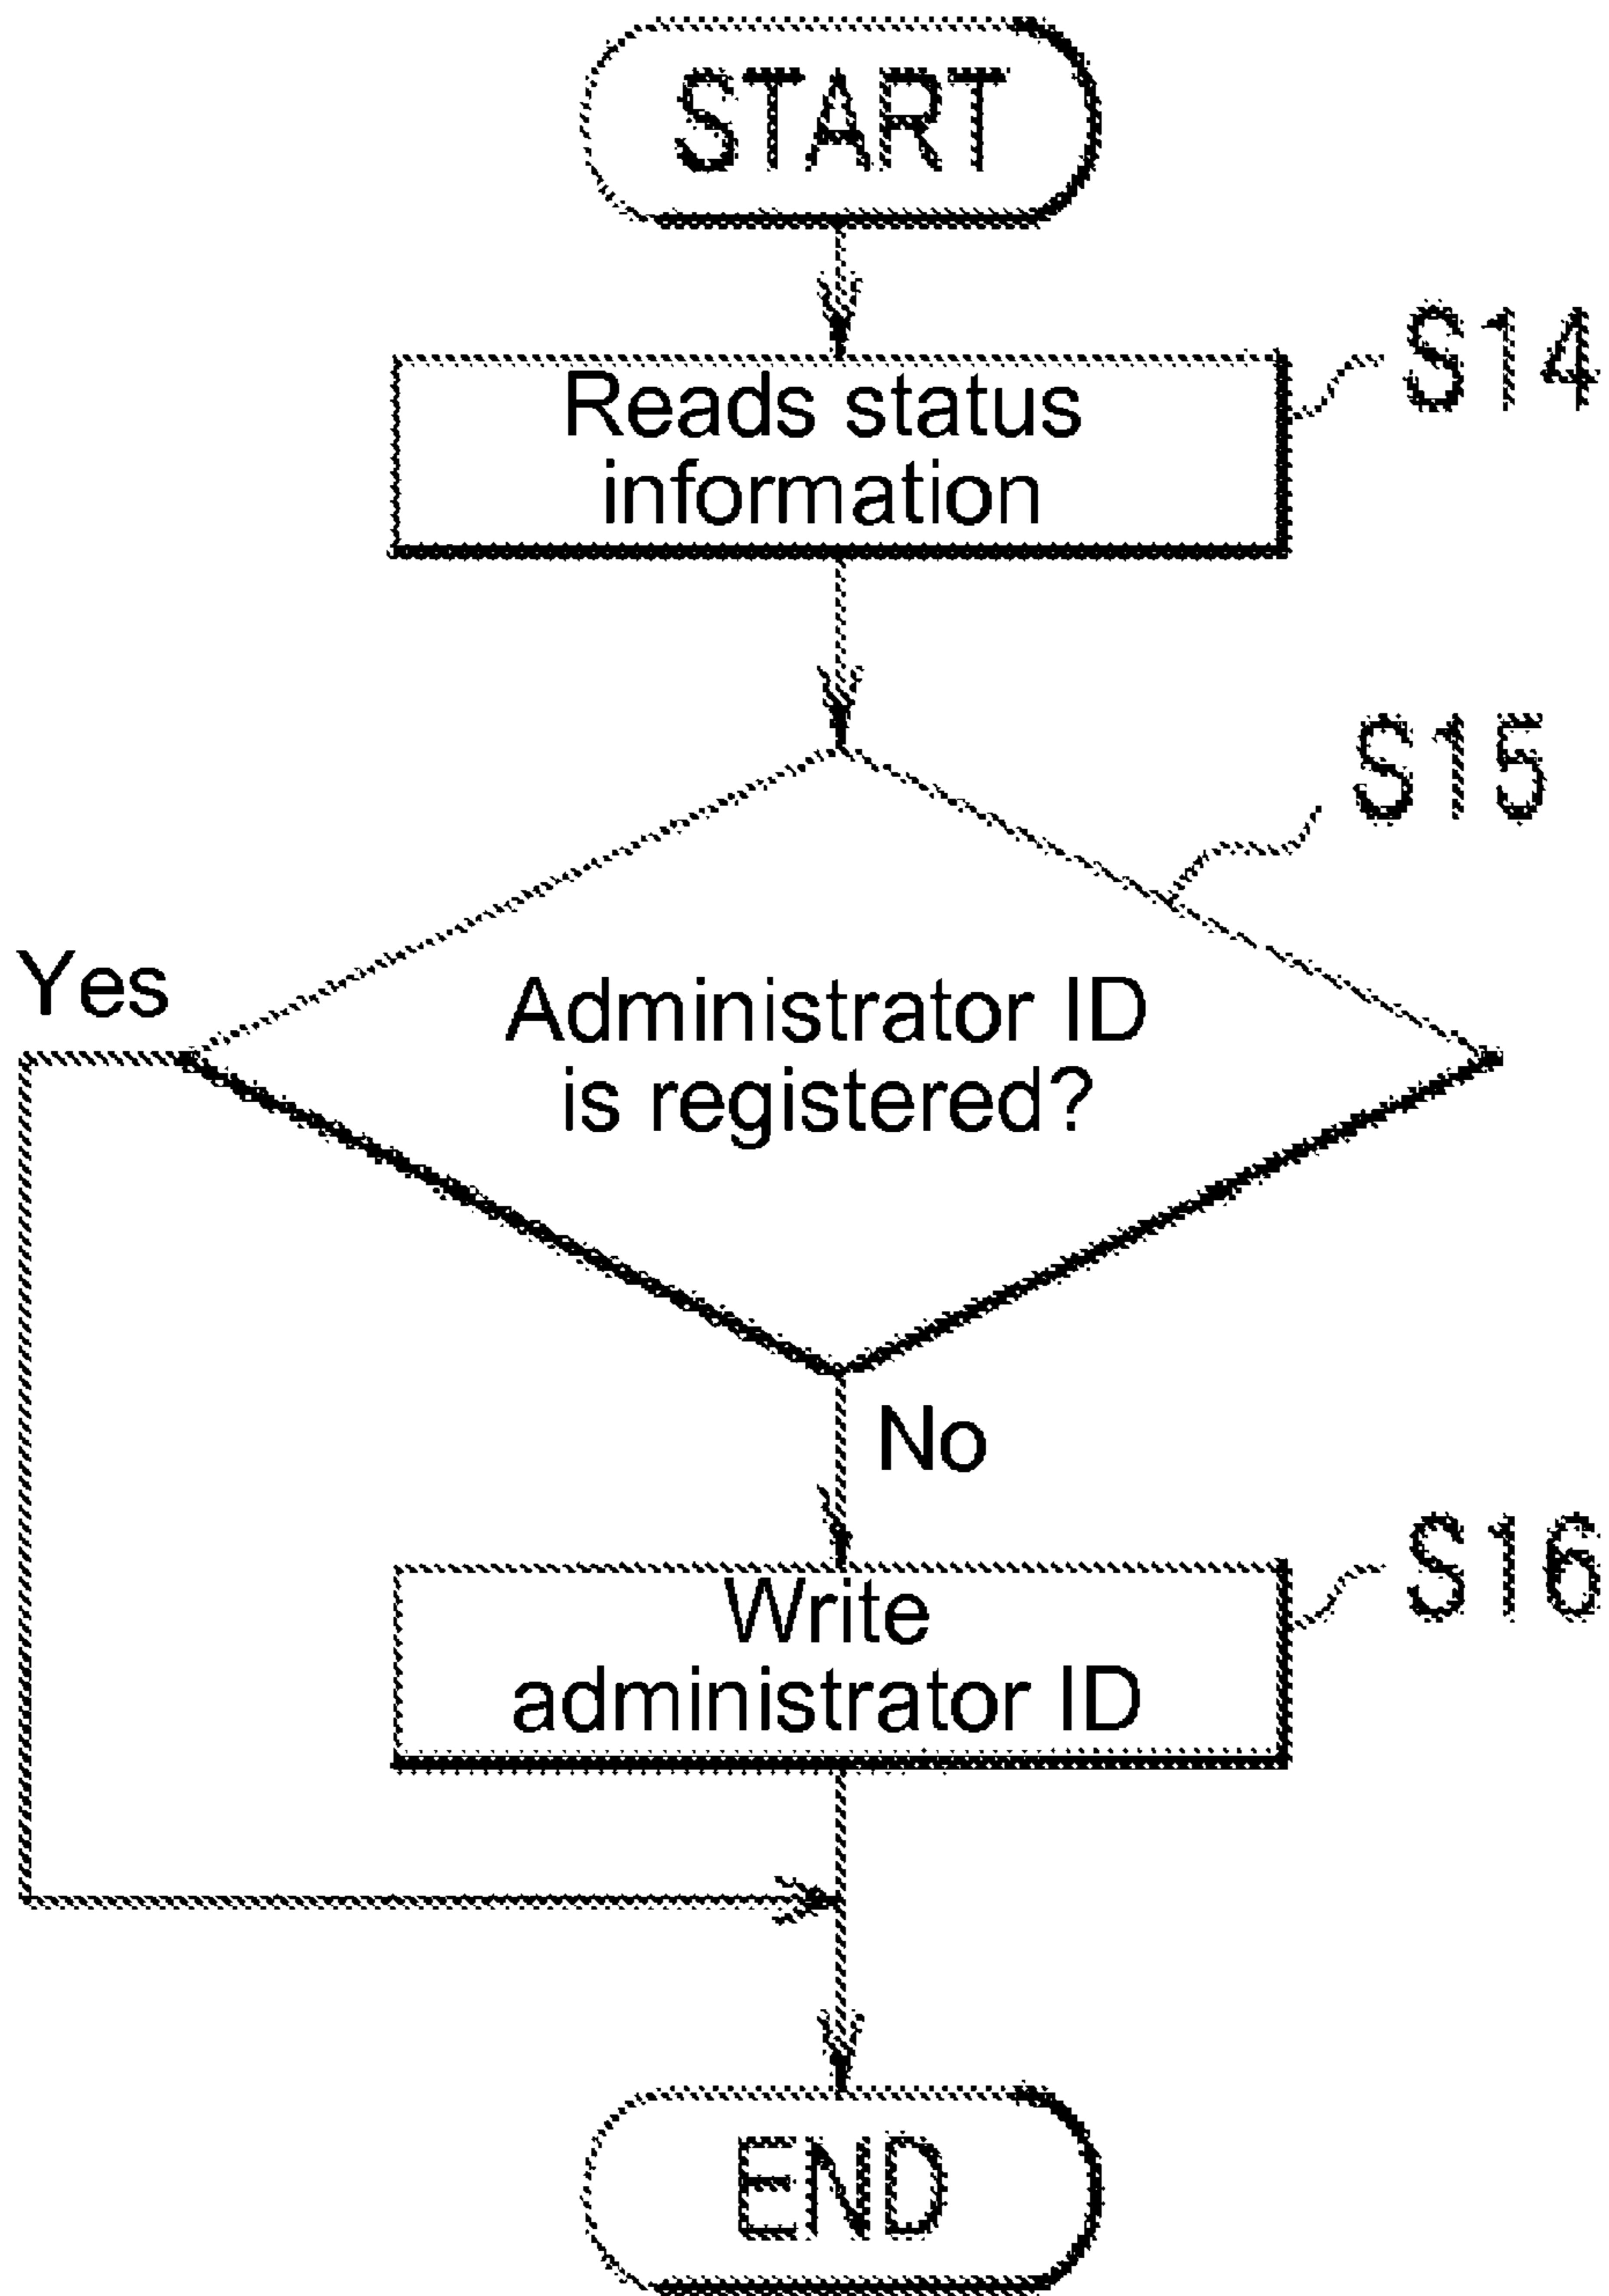 START
Reads status
information
S14
S15
Yes
Administrator ID
is registered?
No
Write
administrator ID
S16
END